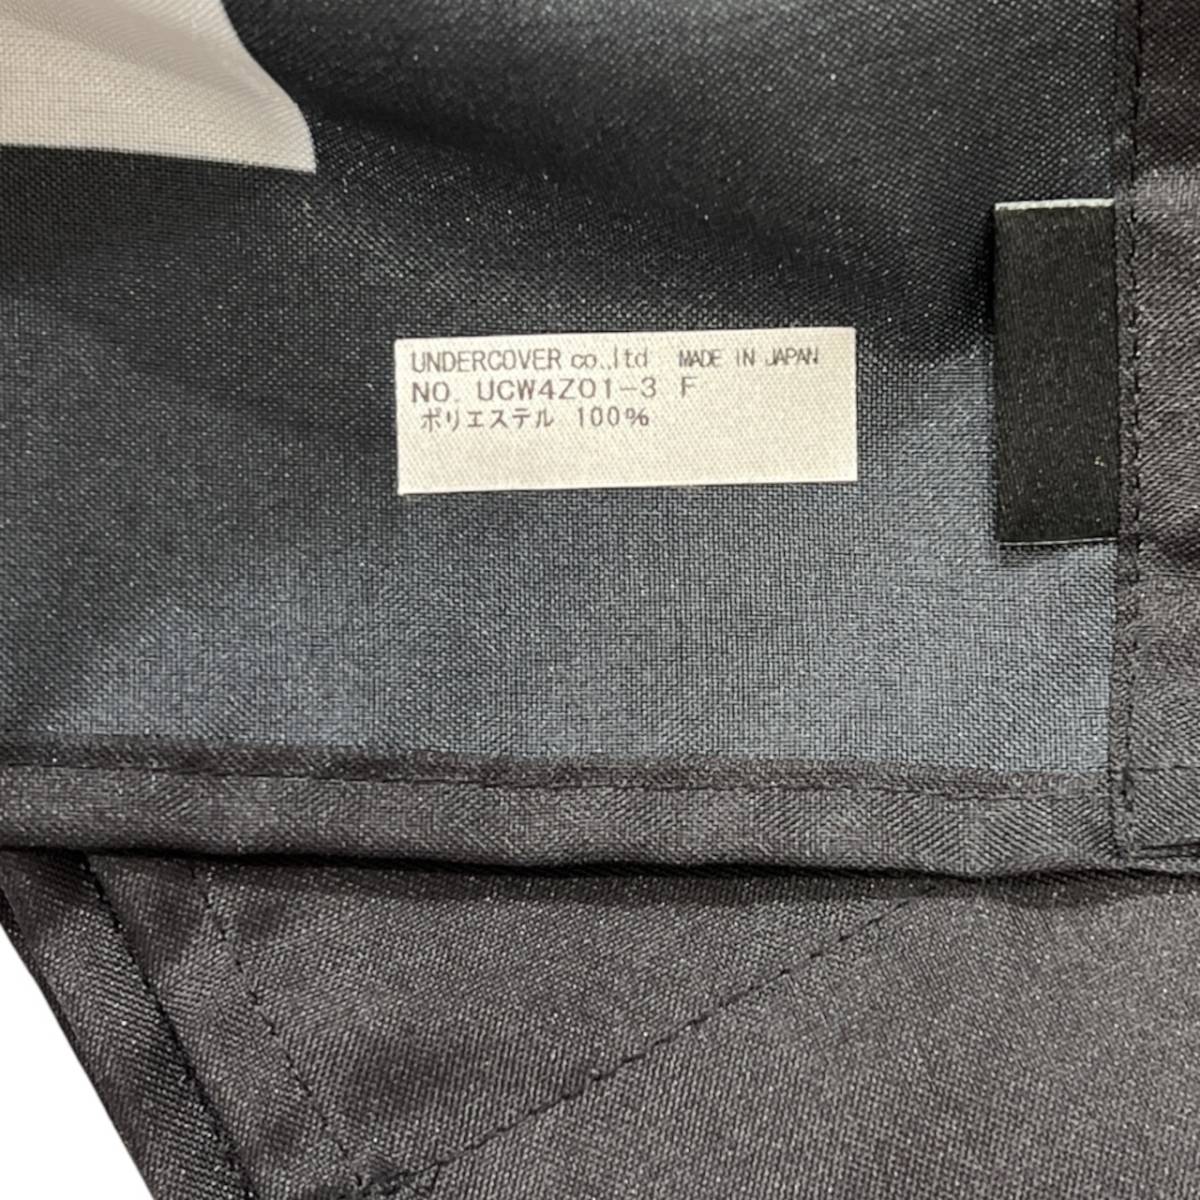 UNDERCOVER co.,ltd MADE IN JAPAN
NO. UCW4Z01-3 F
ポリエステル 100%